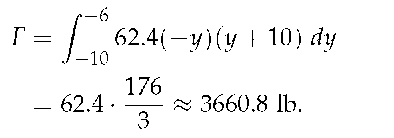 Γ = ∫_{-10}^{-6} 62.4(−y)(y + 10) dy
= 62.4 · 176/3 ≈ 3660.8 lb.